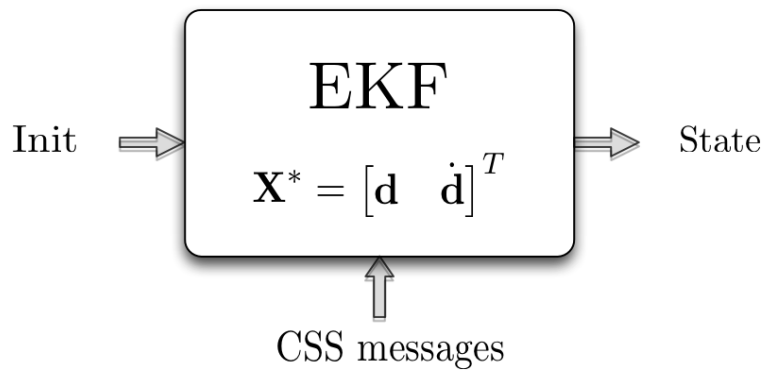 EKF
Init
State
X* = [d ḋ]^T
CSS messages